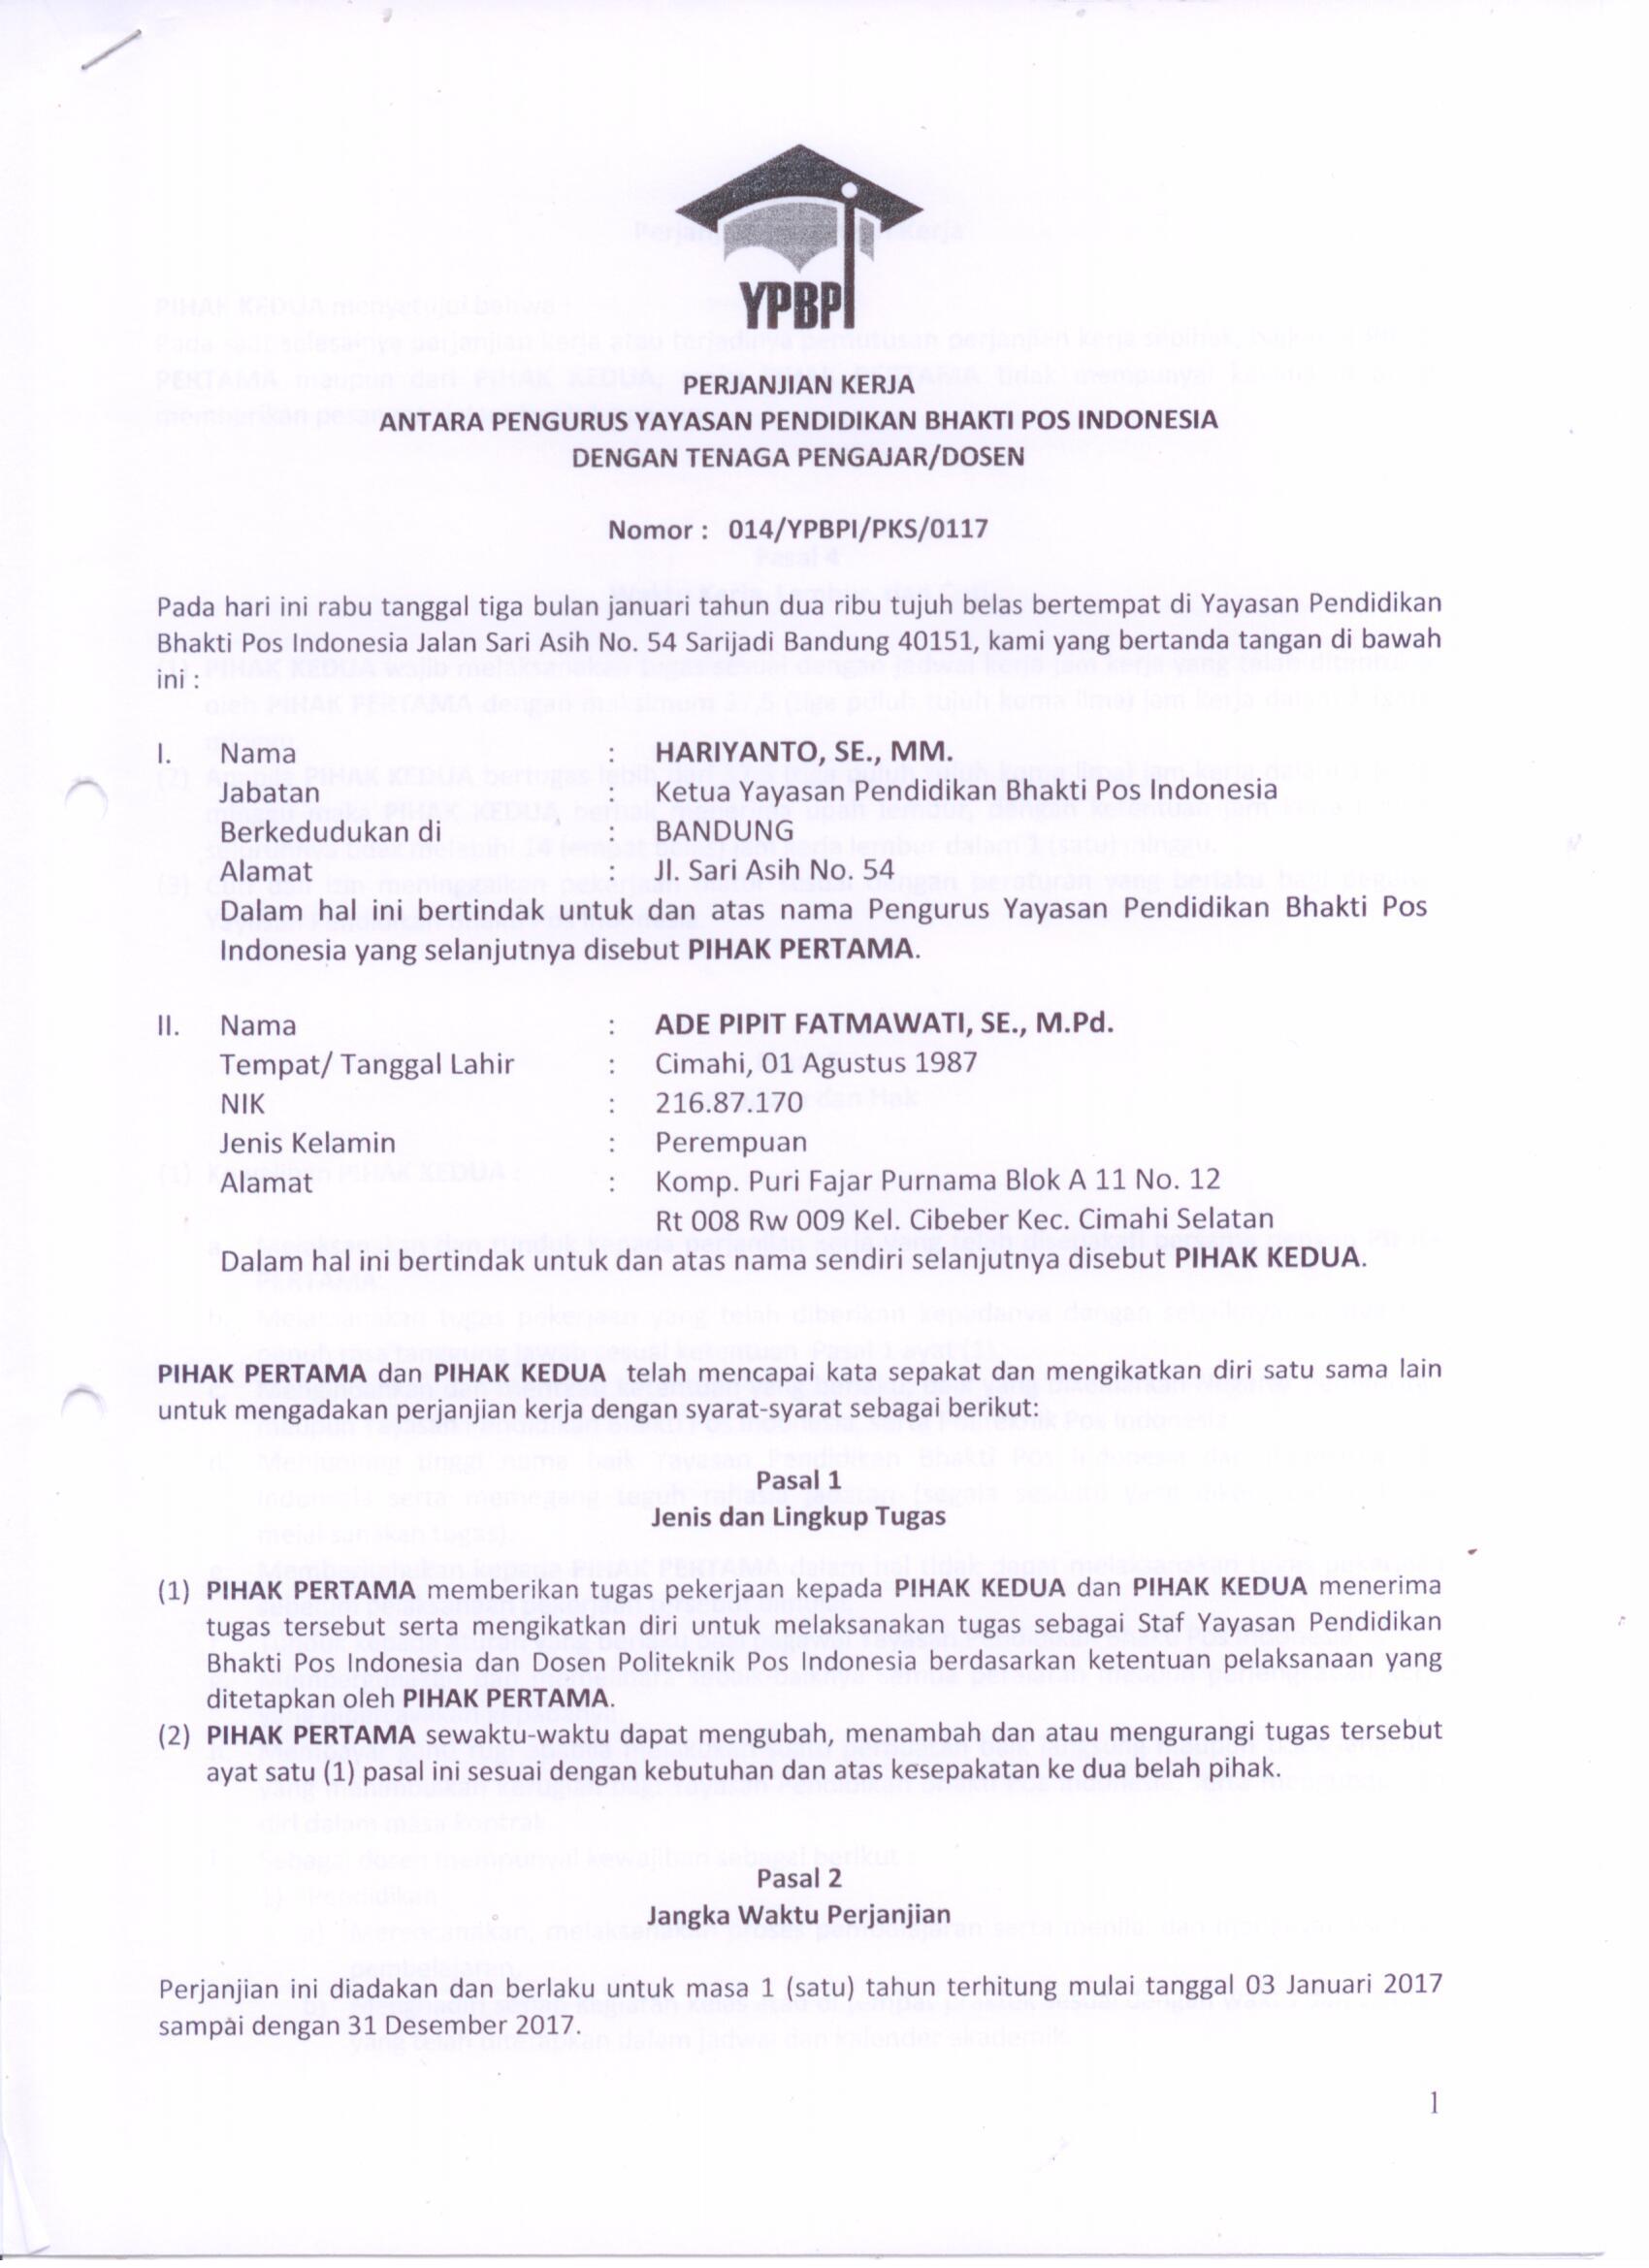 YPBPI
PERJANJIAN KERJA
ANTARA PENGURUS YAYASAN PENDIDIKAN BHAKTI POS INDONESIA
DENGAN TENAGA PENGAJAR/DOSEN
Nomor : 014/YPBPI/PKS/0117
Pada hari ini rabu tanggal tiga bulan januari tahun dua ribu tujuh belas bertempat di Yayasan Pendidikan
Bhakti Pos Indonesia Jalan Sari Asih No. 54 Sarijadi Bandung 40151, kami yang bertanda tangan di bawah
ini :
I. Nama : HARIYANTO, SE., MM.
Jabatan : Ketua Yayasan Pendidikan Bhakti Pos Indonesia
Berkedudukan di : BANDUNG
Alamat : Jl. Sari Asih No. 54
Dalam hal ini bertindak untuk dan atas nama Pengurus Yayasan Pendidikan Bhakti Pos
Indonesia yang selanjutnya disebut PIHAK PERTAMA.
II. Nama : ADE PIPIT FATMAWATI, SE., M.Pd.
Tempat/ Tanggal Lahir : Cimahi, 01 Agustus 1987
NIK : 216.87.170
Jenis Kelamin : Perempuan
Alamat : Komp. Puri Fajar Purnama Blok A 11 No. 12
Rt 008 Rw 009 Kel. Cibeber Kec. Cimahi Selatan
Dalam hal ini bertindak untuk dan atas nama sendiri selanjutnya disebut PIHAK KEDUA.
PIHAK PERTAMA dan PIHAK KEDUA telah mencapai kata sepakat dan mengikatkan diri satu sama lain
untuk mengadakan perjanjian kerja dengan syarat-syarat sebagai berikut:
Pasal 1
Jenis dan Lingkup Tugas
(1) PIHAK PERTAMA memberikan tugas pekerjaan kepada PIHAK KEDUA dan PIHAK KEDUA menerima
tugas tersebut serta mengikatkan diri untuk melaksanakan tugas sebagai Staf Yayasan Pendidikan
Bhakti Pos Indonesia dan Dosen Politeknik Pos Indonesia berdasarkan ketentuan pelaksanaan yang
ditetapkan oleh PIHAK PERTAMA.
(2) PIHAK PERTAMA sewaktu-waktu dapat mengubah, menambah dan atau mengurangi tugas tersebut
ayat satu (1) pasal ini sesuai dengan kebutuhan dan atas kesepakatan ke dua belah pihak.
Pasal 2
Jangka Waktu Perjanjian
Perjanjian ini diadakan dan berlaku untuk masa 1 (satu) tahun terhitung mulai tanggal 03 Januari 2017
sampai dengan 31 Desember 2017.
1